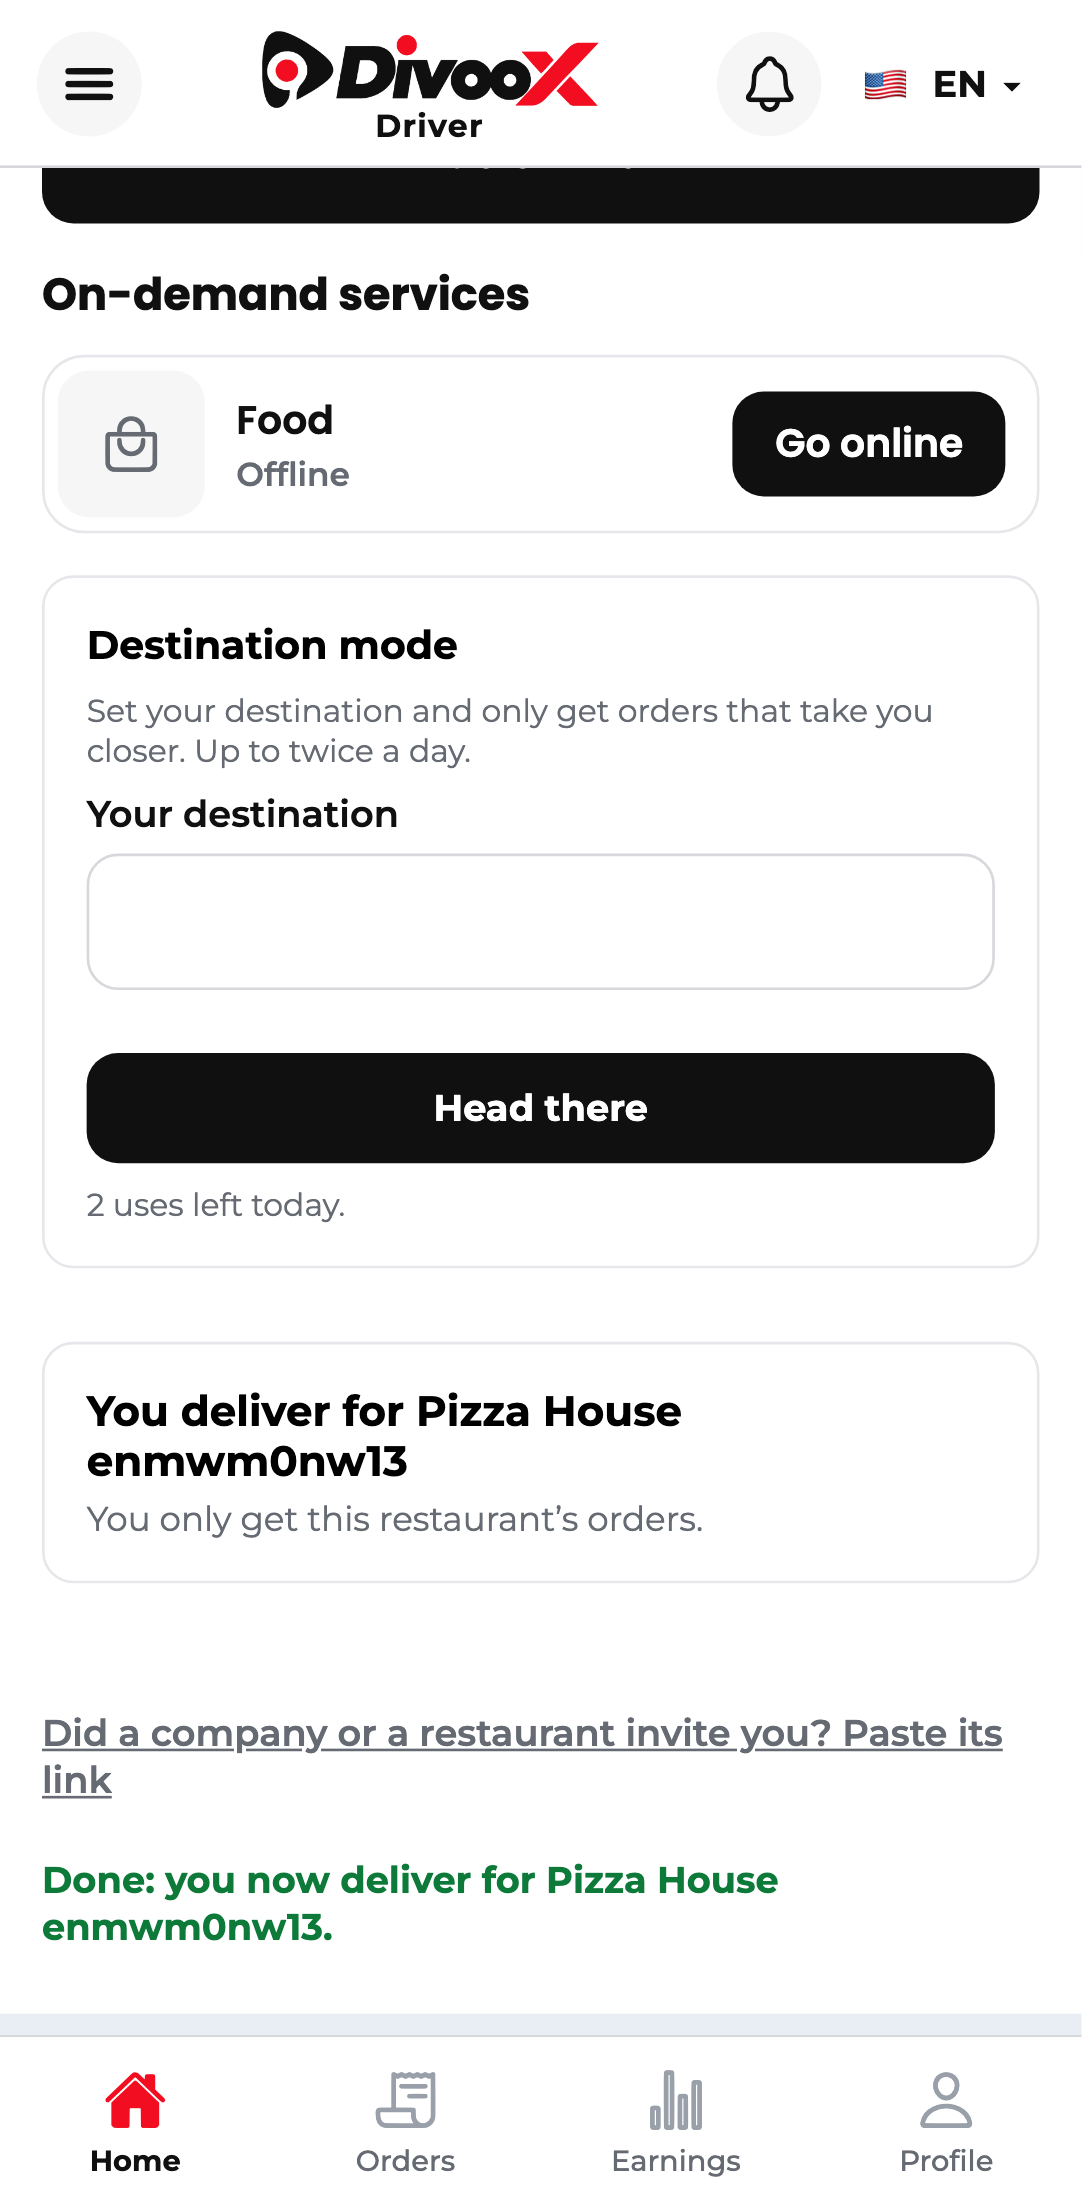 DivooX
Driver
EN
On-demand services
Food
Offline
Go online
Destination mode
Set your destination and only get orders that take you
closer. Up to twice a day.
Your destination
Head there
2 uses left today.
You deliver for Pizza House
enmwm0nw13
You only get this restaurant’s orders.
Did a company or a restaurant invite you? Paste its
link
Done: you now deliver for Pizza House
enmwm0nw13.
Home
Orders
Earnings
Profile